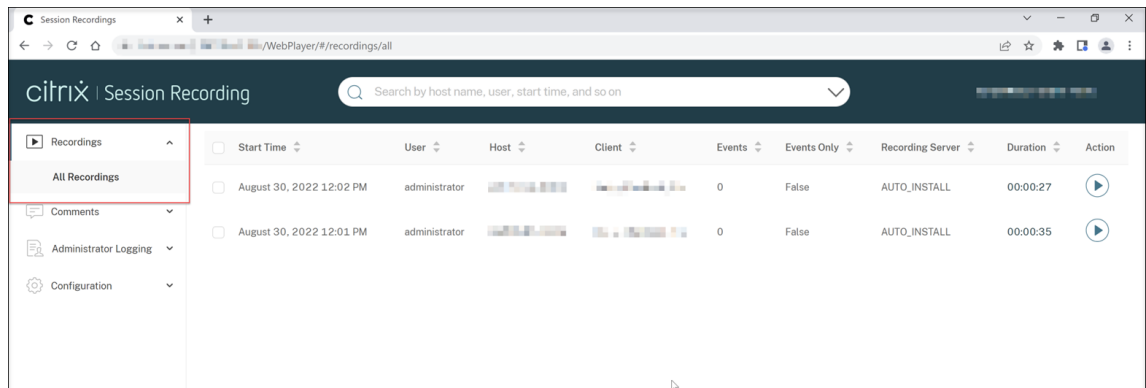 Session Recordings
/WebPlayer/#/recordings/all
citrix | Session Recording
Search by host name, user, start time, and so on
Recordings
All Recordings
Comments
Administrator Logging
Configuration
Start Time User Host Client Events Events Only Recording Server Duration Action
August 30, 2022 12:02 PM administrator 0 False AUTO_INSTALL 00:00:27
August 30, 2022 12:01 PM administrator 0 False AUTO_INSTALL 00:00:35